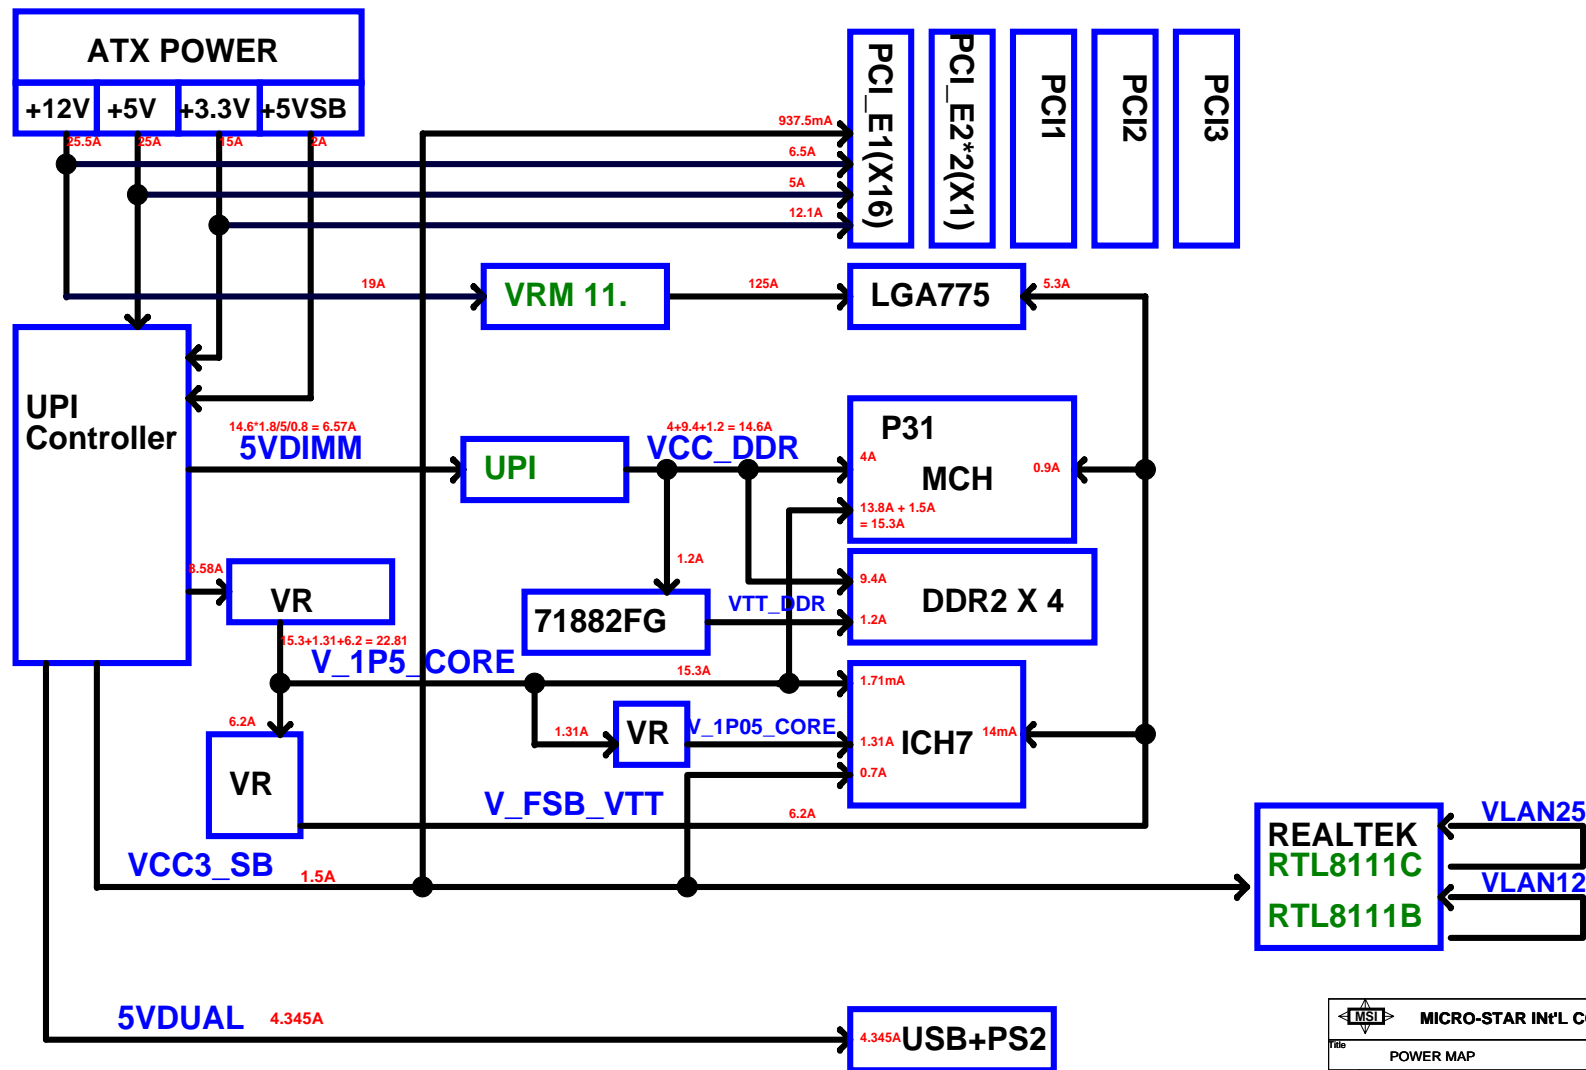 ATX POWER
+12V +5V +3.3V +5VSB
25.5A 25A 15A 2A
PCI_E1(X16)
PCI_E2*2(X1)
PCI1
PCI2
PCI3
937.5mA
6.5A
5A
12.1A
19A
VRM 11.
125A
LGA775
5.3A
UPI
Controller
14.6*1.8/5/0.8 = 6.57A
5VDIMM
UPI
4+9.4+1.2 = 14.6A
VCC_DDR
P31
MCH
4A
0.9A
13.8A + 1.5A
= 15.3A
1.2A
71882FG
VTT_DDR
9.4A
1.2A
DDR2 X 4
8.58A
VR
15.3+1.31+6.2 = 22.81
V_1P5_CORE
15.3A
1.71mA
6.2A
VR
1.31A
VR
V_1P05_CORE
1.31A
ICH7
14mA
0.7A
V_FSB_VTT
6.2A
VCC3_SB
1.5A
REALTEK
RTL8111C
RTL8111B
VLAN25
VLAN12
5VDUAL
4.345A
4.345A
USB+PS2
MSI
MICRO-STAR INt'L
Title
POWER MAP